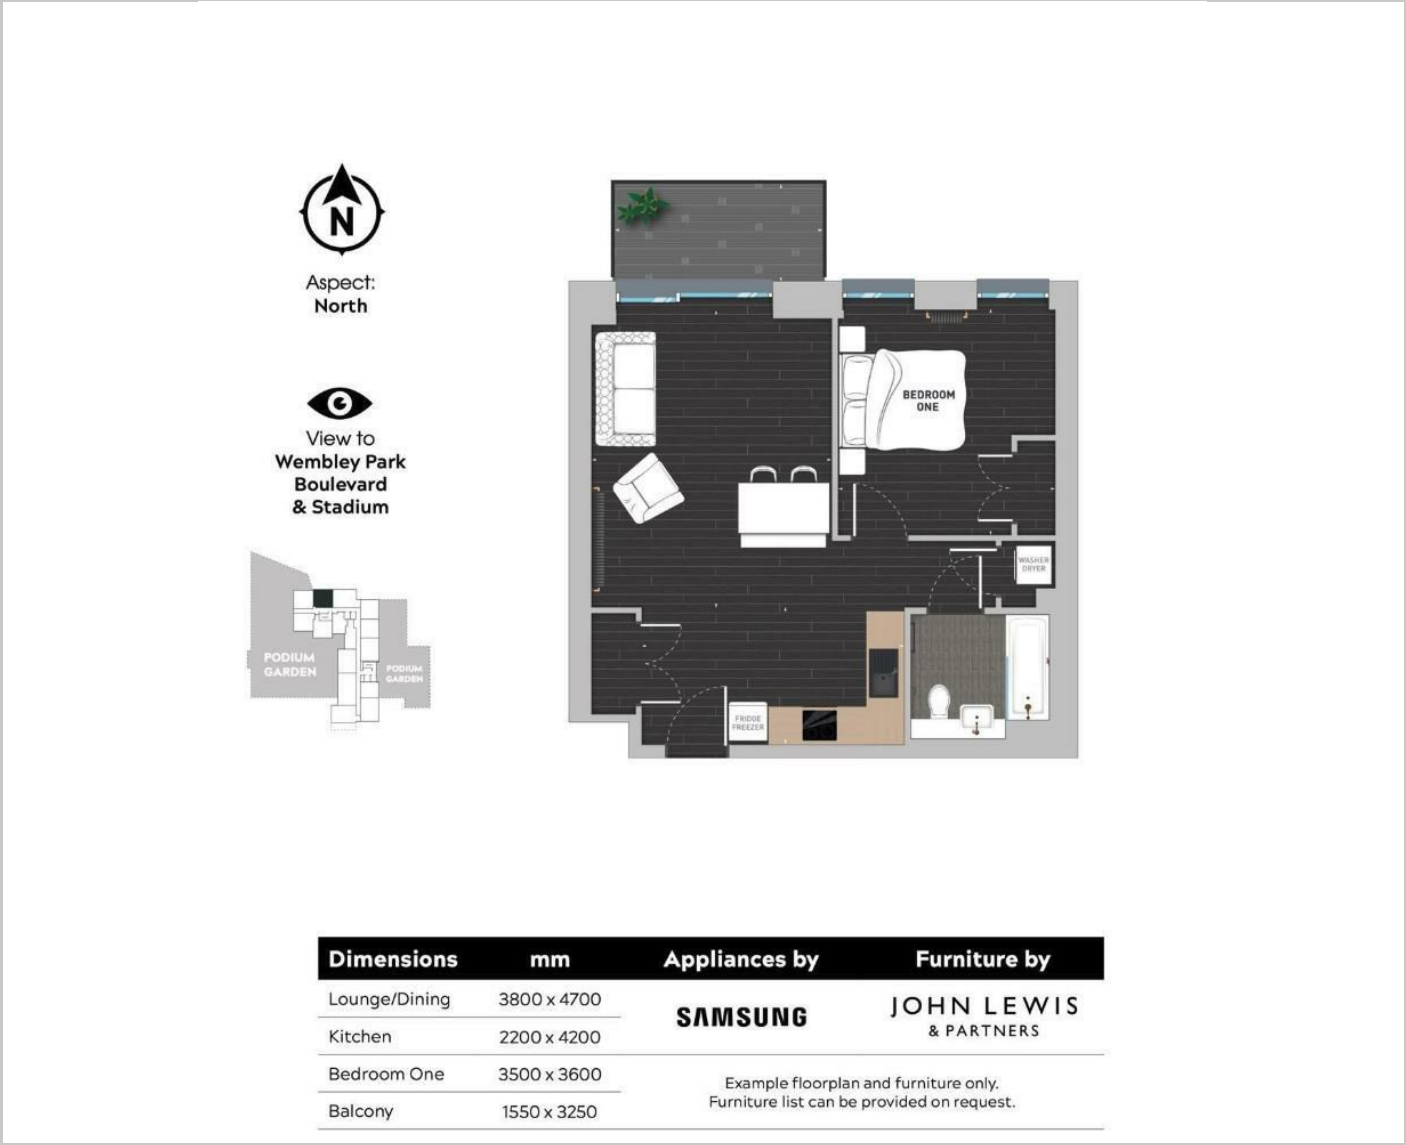 N
Aspect:
North
View to
Wembley Park
Boulevard
& Stadium
PODIUM
GARDEN
PODIUM
GARDEN
BEDROOM
ONE
WASHER
DRYER
FRIDGE
FREEZER
Dimensions mm Appliances by Furniture by
Lounge/Dining 3800 x 4700
SAMSUNG
JOHN LEWIS
& PARTNERS
Kitchen 2200 x 4200
Bedroom One 3500 x 3600
Balcony 1550 x 3250
Example floorplan and furniture only.
Furniture list can be provided on request.